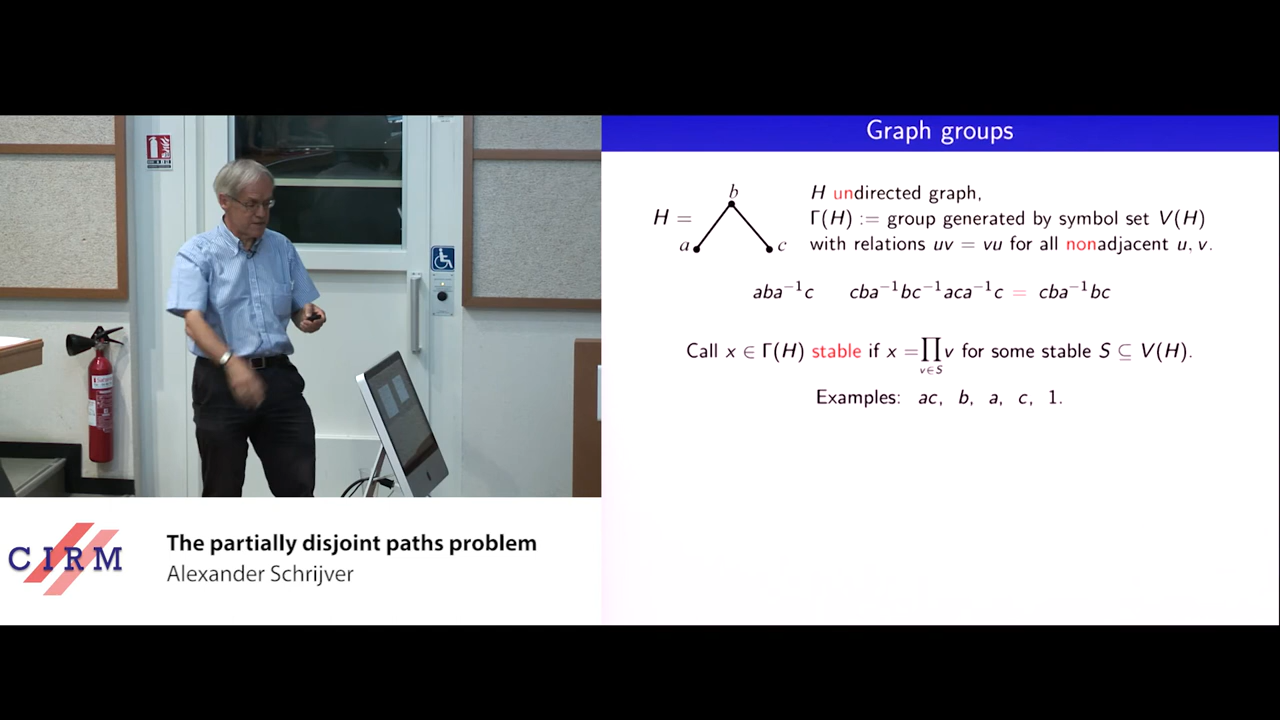 Graph groups
b
H undirected graph,
H =
Γ(H) := group generated by symbol set V(H)
a
c
with relations uv = vu for all nonadjacent u, v.
aba⁻¹c cba⁻¹bc⁻¹aca⁻¹c = cba⁻¹bc
Call x ∈ Γ(H) stable if x = ∏ v for some stable S ⊆ V(H).
v∈S
Examples: ac, b, a, c, 1.
CIRM
The partially disjoint paths problem
Alexander Schrijver